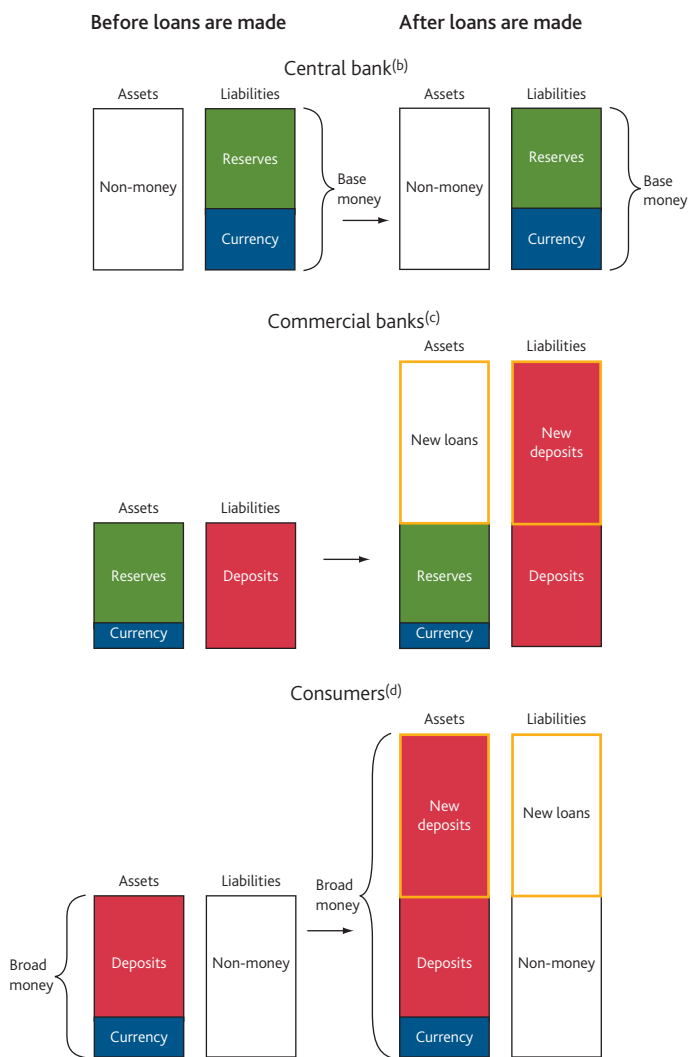 Before loans are made
After loans are made
Central bank(b)
Assets
Liabilities
Assets
Liabilities
Non-money
Reserves
Currency
Base
money
Non-money
Reserves
Currency
Base
money
Commercial banks(c)
Assets
Liabilities
New loans
New
deposits
Assets
Liabilities
Reserves
Deposits
Currency
Reserves
Deposits
Currency
Consumers(d)
Assets
Liabilities
New
deposits
New loans
Assets
Liabilities
Broad
money
Deposits
Non-money
Currency
Broad
money
Deposits
Non-money
Currency